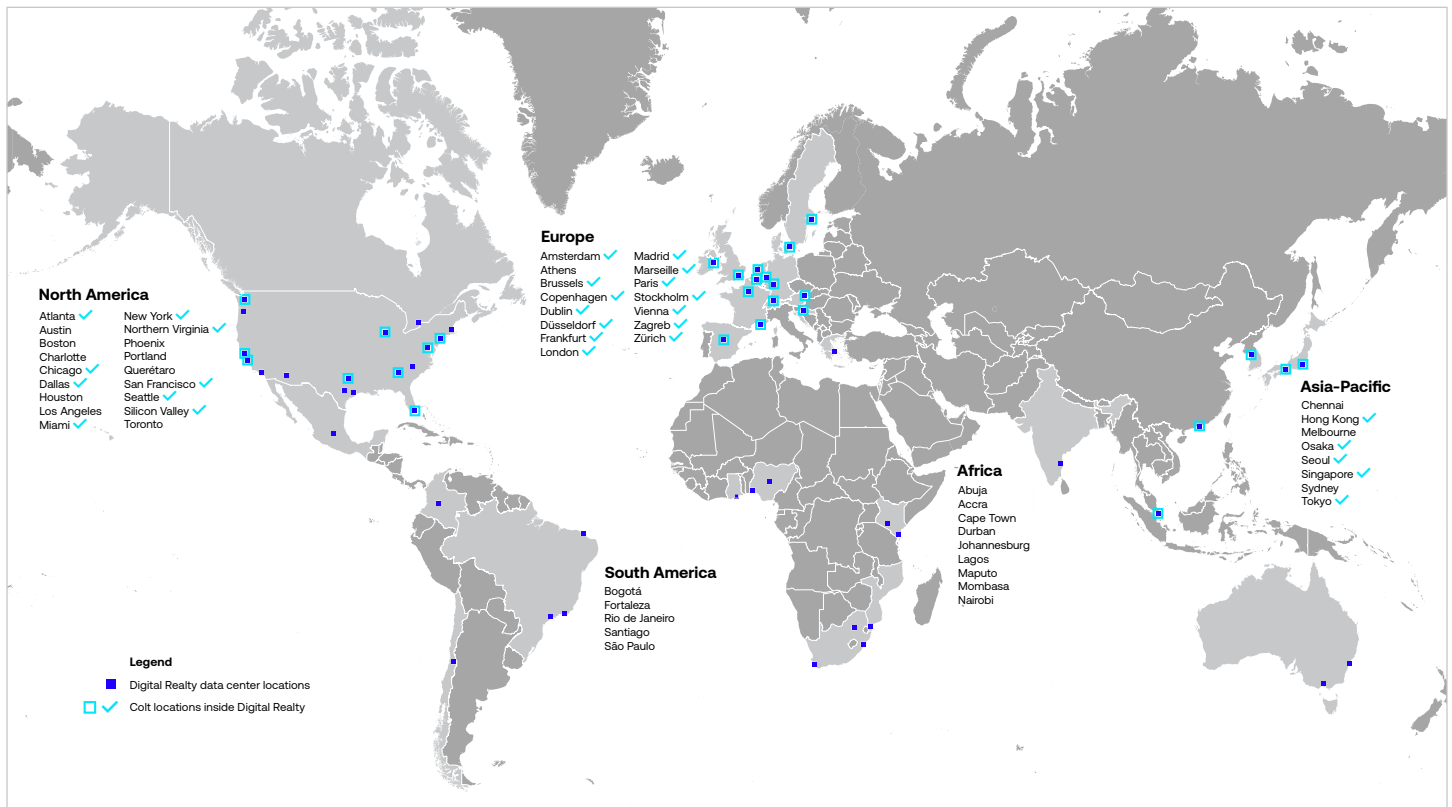 North America
Atlanta
Austin
Boston
Charlotte
Chicago
Dallas
Houston
Los Angeles
Miami
New York
Northern Virginia
Phoenix
Portland
Querétaro
San Francisco
Seattle
Silicon Valley
Toronto
Europe
Amsterdam
Athens
Brussels
Copenhagen
Dublin
Düsseldorf
Frankfurt
London
Madrid
Marseille
Paris
Stockholm
Vienna
Zagreb
Zürich
Asia-Pacific
Chennai
Hong Kong
Melbourne
Osaka
Seoul
Singapore
Sydney
Tokyo
Africa
Abuja
Accra
Cape Town
Durban
Johannesburg
Lagos
Maputo
Mombasa
Nairobi
South America
Bogotá
Fortaleza
Rio de Janeiro
Santiago
São Paulo
Legend
Digital Realty data center locations
Colt locations inside Digital Realty